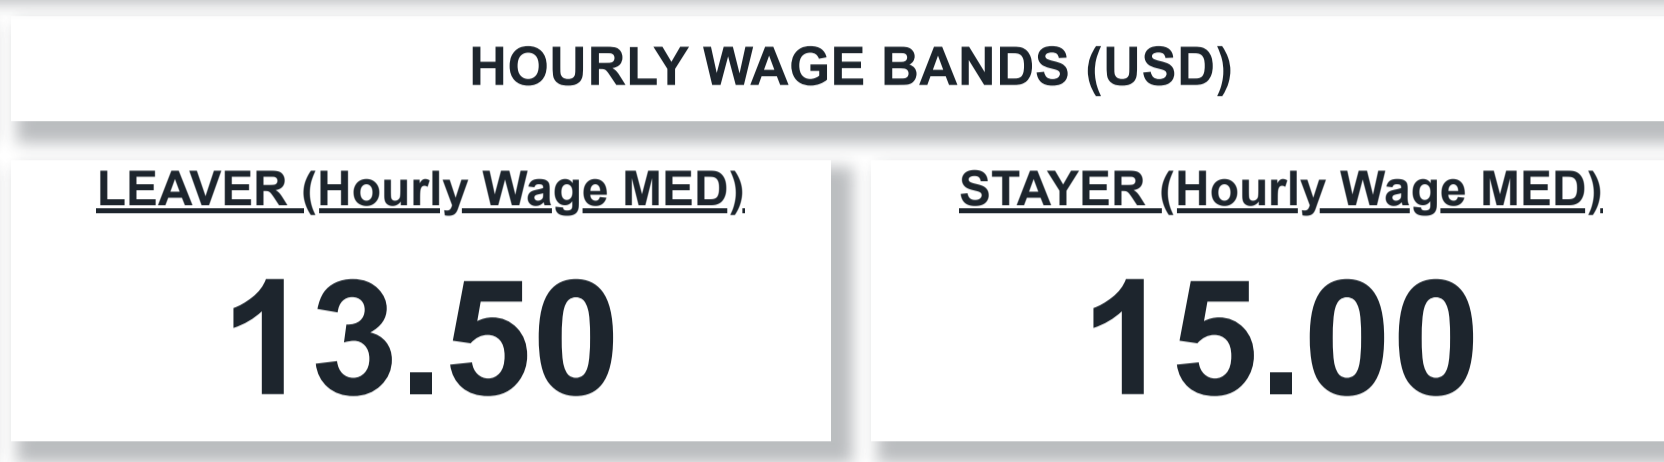 HOURLY WAGE BANDS (USD)
LEAVER (Hourly Wage MED)
13.50
STAYER (Hourly Wage MED)
15.00